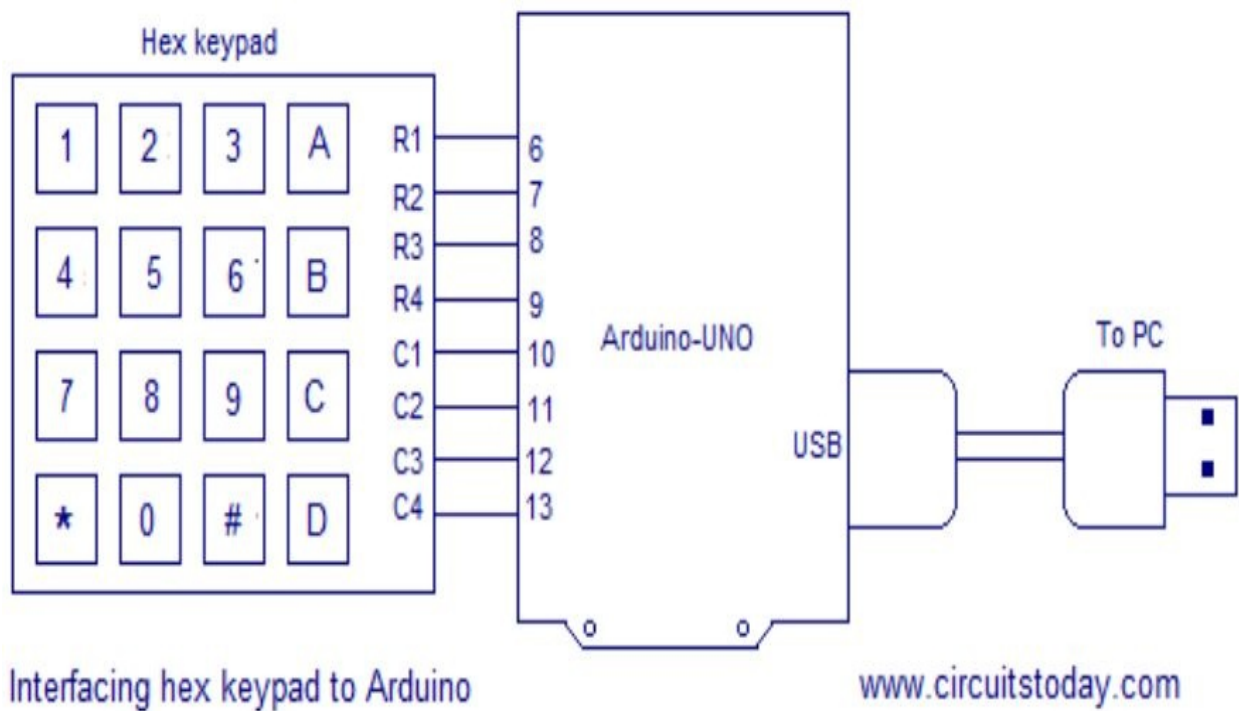 Hex keypad
1 2 3 A
4 5 6 B
7 8 9 C
* 0 # D
R1
R2
R3
R4
C1
C2
C3
C4
6
7
8
9
10
11
12
13
Arduino-UNO
USB
To PC
Interfacing hex keypad to Arduino
www.circuitstoday.com